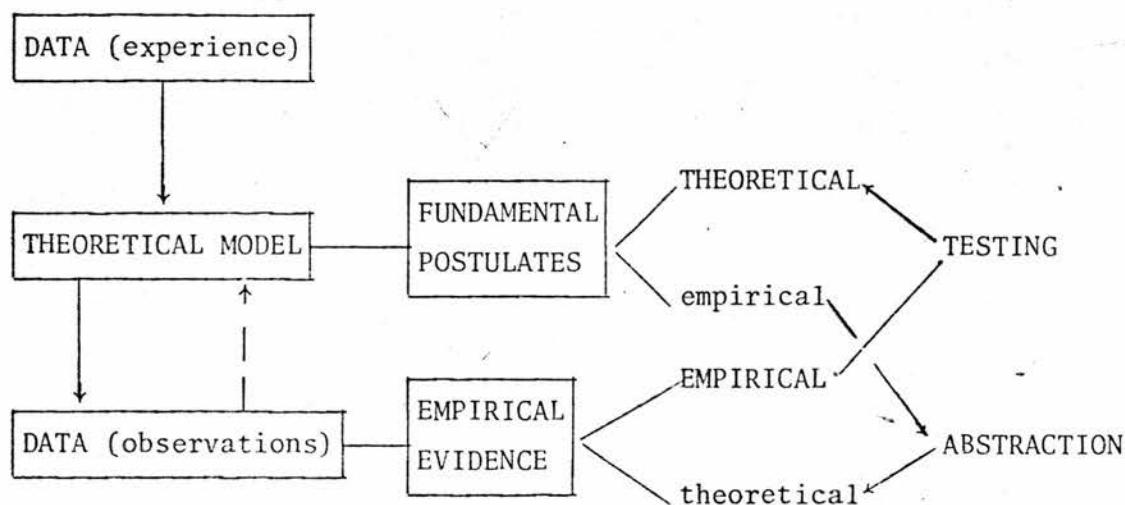 DATA (experience)
THEORETICAL
FUNDAMENTAL
THEORETICAL MODEL
POSTULATES
TESTING
empirical
EMPIRICAL
EMPIRICAL
DATA (observations)
EVIDENCE
ABSTRACTION
theoretical